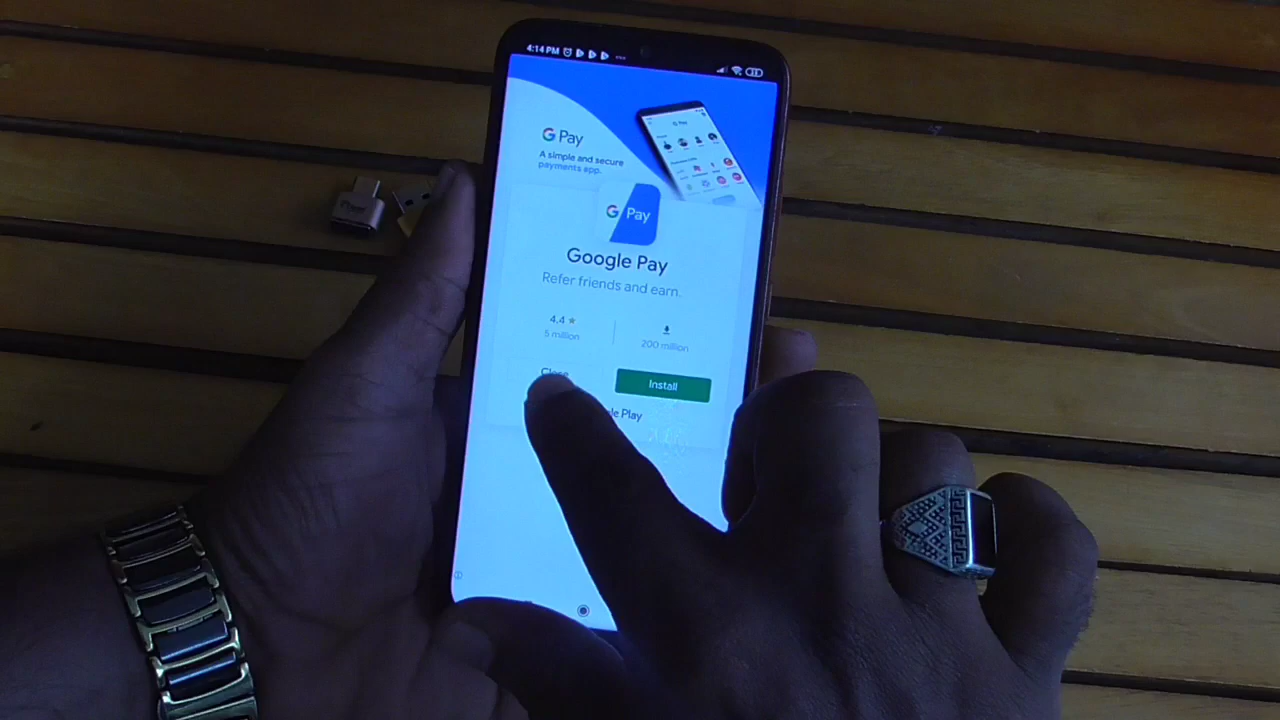 4:14 PM
G Pay
A simple and secure
payments app.
G Pay
Google Pay
Refer friends and earn.
4.4 ★
5 million
200 million
Close
Install
le Play